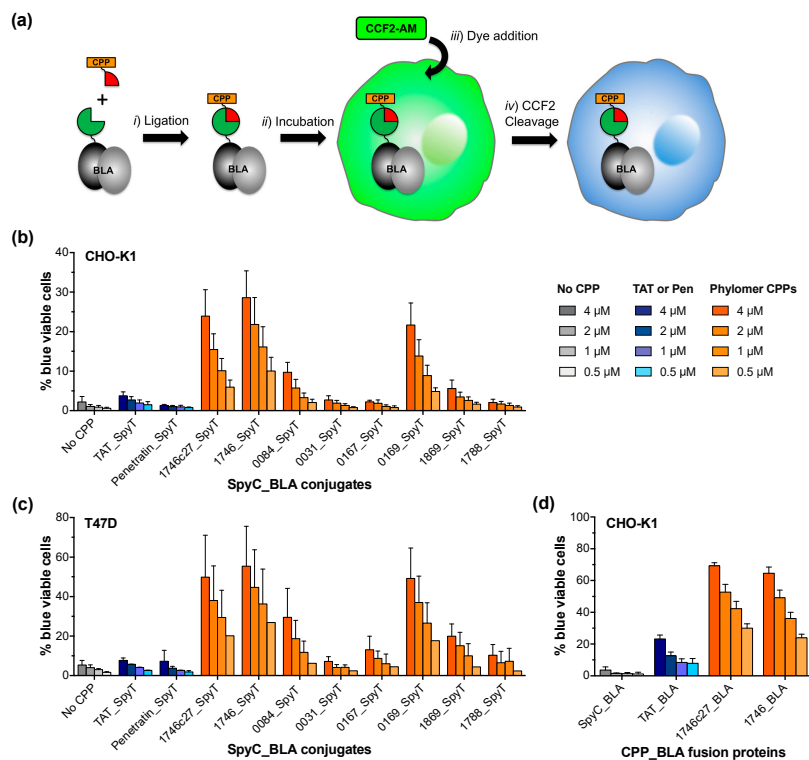 (a)
CPP
+
i) Ligation
CPP
BLA
BLA
ii) Incubation
CCF2-AM
iii) Dye addition
CPP
BLA
iv) CCF2
Cleavage
CPP
BLA
(b)
CHO-K1
% blue viable cells
40
30
20
10
0
No CPP
TAT_SpyT
Penetratin_SpyT
1746c27_SpyT
1746_SpyT
0084_SpyT
0031_SpyT
0167_SpyT
0169_SpyT
1869_SpyT
1788_SpyT
SpyC_BLA conjugates
No CPP TAT or Pen Phylomer CPPs
4 µM 4 µM 4 µM
2 µM 2 µM 2 µM
1 µM 1 µM 1 µM
0.5 µM 0.5 µM 0.5 µM
(c)
T47D
% blue viable cells
80
60
40
20
0
No CPP
TAT_SpyT
Penetratin_SpyT
1746c27_SpyT
1746_SpyT
0084_SpyT
0031_SpyT
0167_SpyT
0169_SpyT
1869_SpyT
1788_SpyT
SpyC_BLA conjugates
(d)
CHO-K1
% blue viable cells
100
80
60
40
20
0
SpyC_BLA
TAT_BLA
1746c27_BLA
1746_BLA
CPP_BLA fusion proteins